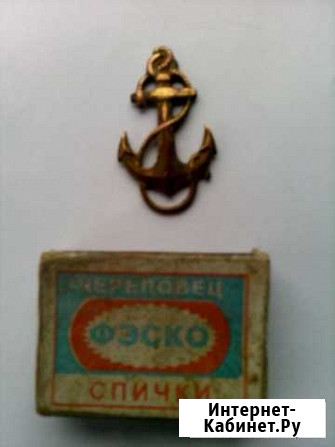 ЧЕРЕПОВЕЦ
ФЭСКО
СПИЧКИ
Интернет-
Кабинет.Ру